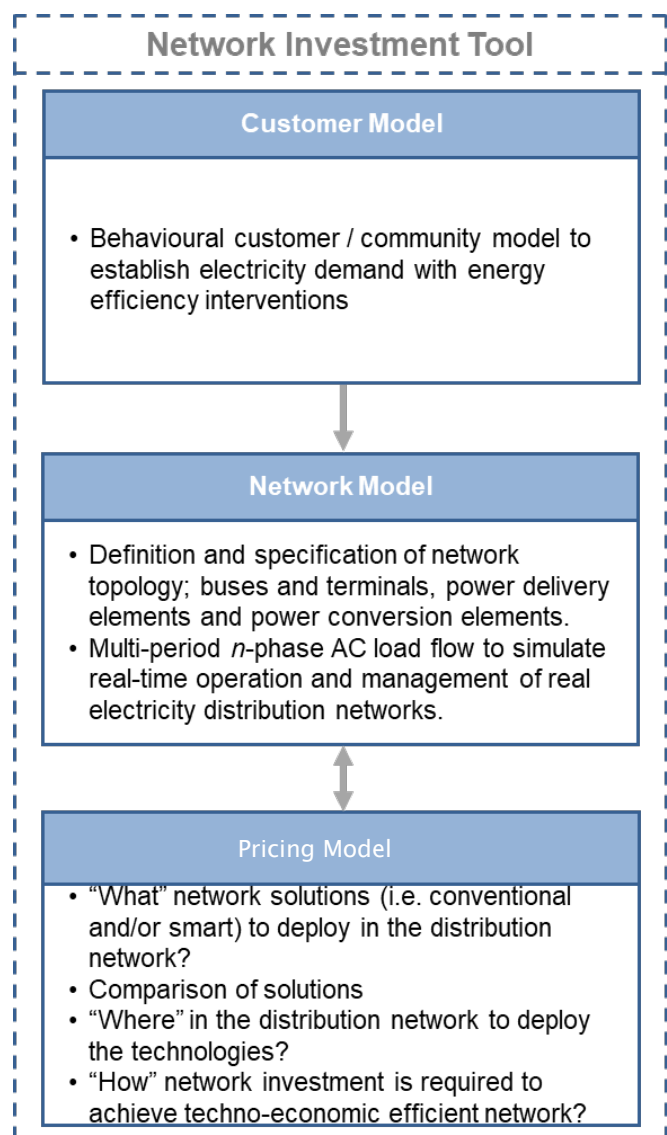 Network Investment Tool
Customer Model
• Behavioural customer / community model to
establish electricity demand with energy
efficiency interventions
Network Model
• Definition and specification of network
topology; buses and terminals, power delivery
elements and power conversion elements.
• Multi-period n-phase AC load flow to simulate
real-time operation and management of real
electricity distribution networks.
Pricing Model
• “What” network solutions (i.e. conventional
and/or smart) to deploy in the distribution
network?
• Comparison of solutions
• “Where” in the distribution network to deploy
the technologies?
• “How” network investment is required to
achieve techno-economic efficient network?